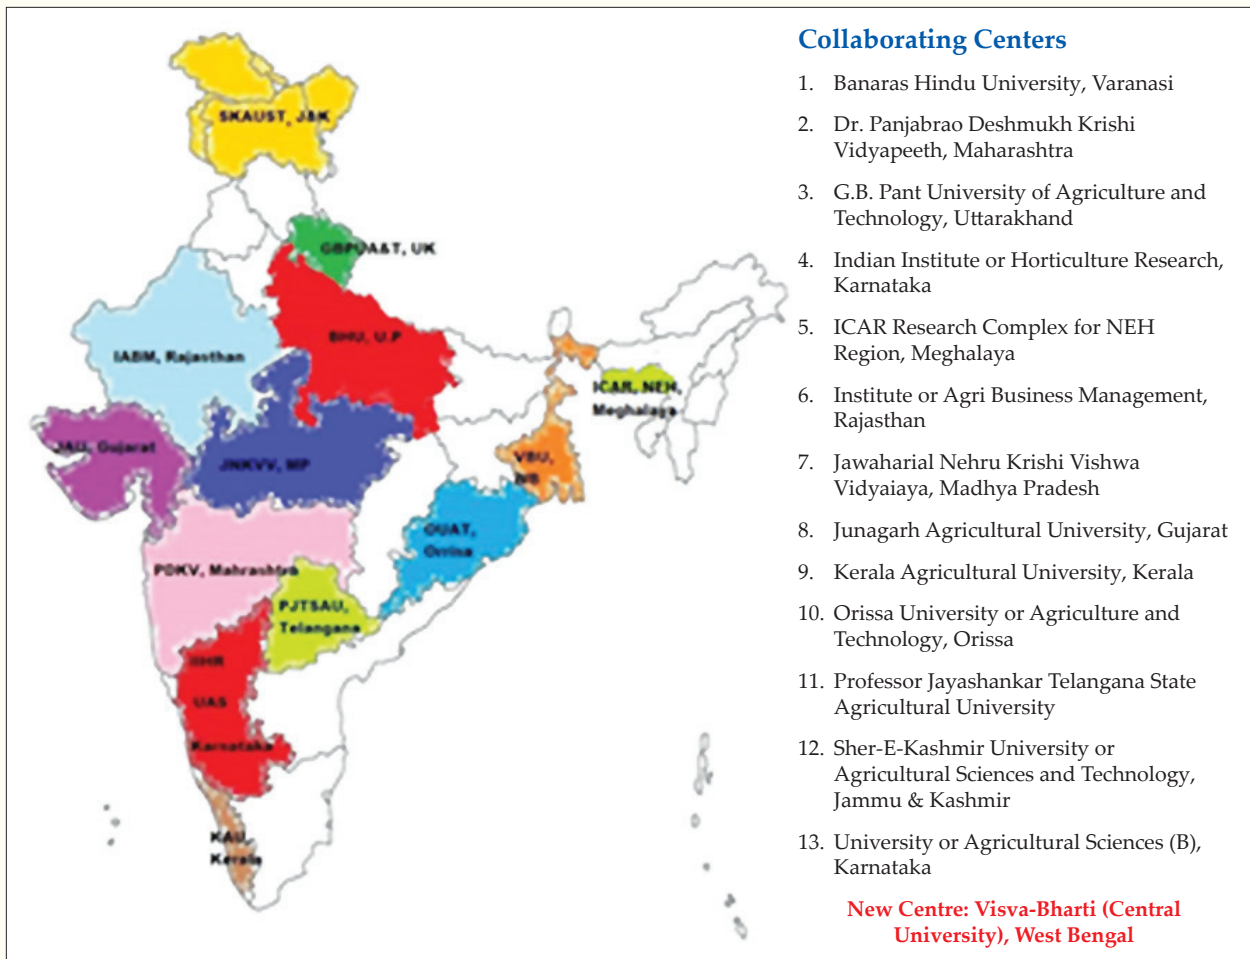 SKAUST, J&K
GBPUA&T, UK
BHU, U.P
IABM, Rajasthan
ICAR, NEH,
Meghalaya
JAU, Gujarat
JNKVV, MP
VBU,
WB
OUAT,
Orrisa
PDKV, Mahrashtra
PJTSAU,
Telangana
IIHR
UAS
Karnataka
KAU,
Kerala
Collaborating Centers
1. Banaras Hindu University, Varanasi
2. Dr. Panjabrao Deshmukh Krishi
Vidyapeeth, Maharashtra
3. G.B. Pant University of Agriculture and
Technology, Uttarakhand
4. Indian Institute or Horticulture Research,
Karnataka
5. ICAR Research Complex for NEH
Region, Meghalaya
6. Institute or Agri Business Management,
Rajasthan
7. Jawaharial Nehru Krishi Vishwa
Vidyaiaya, Madhya Pradesh
8. Junagarh Agricultural University, Gujarat
9. Kerala Agricultural University, Kerala
10. Orissa University or Agriculture and
Technology, Orissa
11. Professor Jayashankar Telangana State
Agricultural University
12. Sher-E-Kashmir University or
Agricultural Sciences and Technology,
Jammu & Kashmir
13. University or Agricultural Sciences (B),
Karnataka
New Centre: Visva-Bharti (Central
University), West Bengal